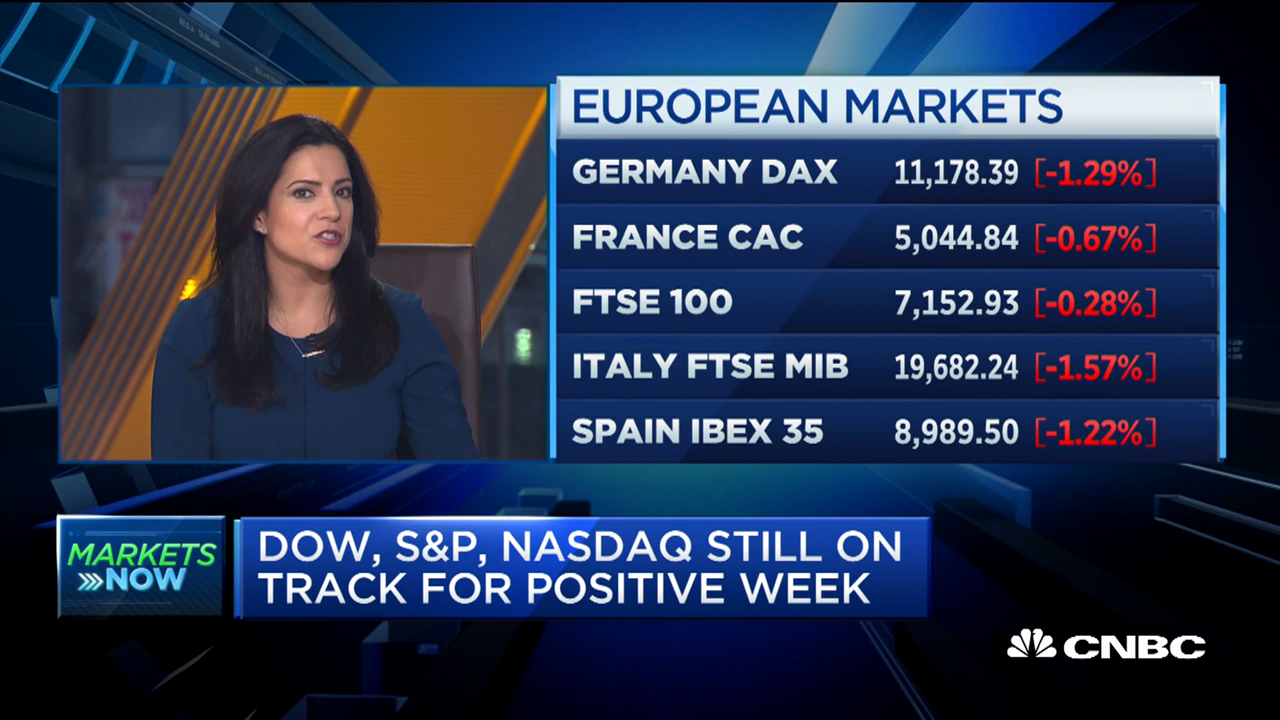 EUROPEAN MARKETS
GERMANY DAX 11,178.39 [-1.29%]
FRANCE CAC 5,044.84 [-0.67%]
FTSE 100 7,152.93 [-0.28%]
ITALY FTSE MIB 19,682.24 [-1.57%]
SPAIN IBEX 35 8,989.50 [-1.22%]
MARKETS
NOW
DOW, S&P, NASDAQ STILL ON
TRACK FOR POSITIVE WEEK
CNBC